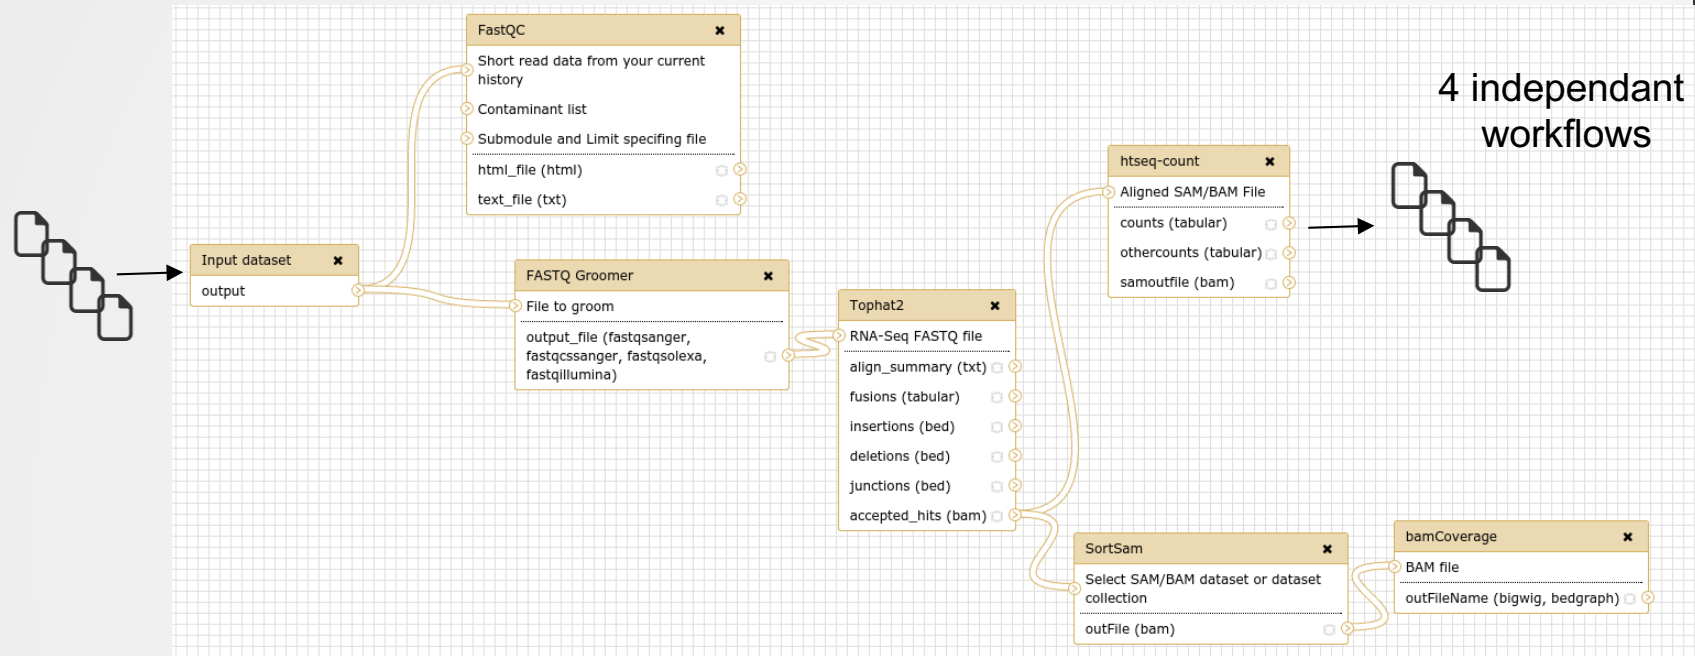 FastQC
Short read data from your current
history
Contaminant list
Submodule and Limit specifing file
html_file (html)
text_file (txt)
4 independant
workflows
Input dataset
output
FASTQ Groomer
File to groom
output_file (fastqsanger,
fastqcssanger, fastqsolexa,
fastqillumina)
Tophat2
RNA-Seq FASTQ file
align_summary (txt)
fusions (tabular)
insertions (bed)
deletions (bed)
junctions (bed)
accepted_hits (bam)
htseq-count
Aligned SAM/BAM File
counts (tabular)
othercounts (tabular)
samoutfile (bam)
SortSam
Select SAM/BAM dataset or dataset
collection
outFile (bam)
bamCoverage
BAM file
outFileName (bigwig, bedgraph)